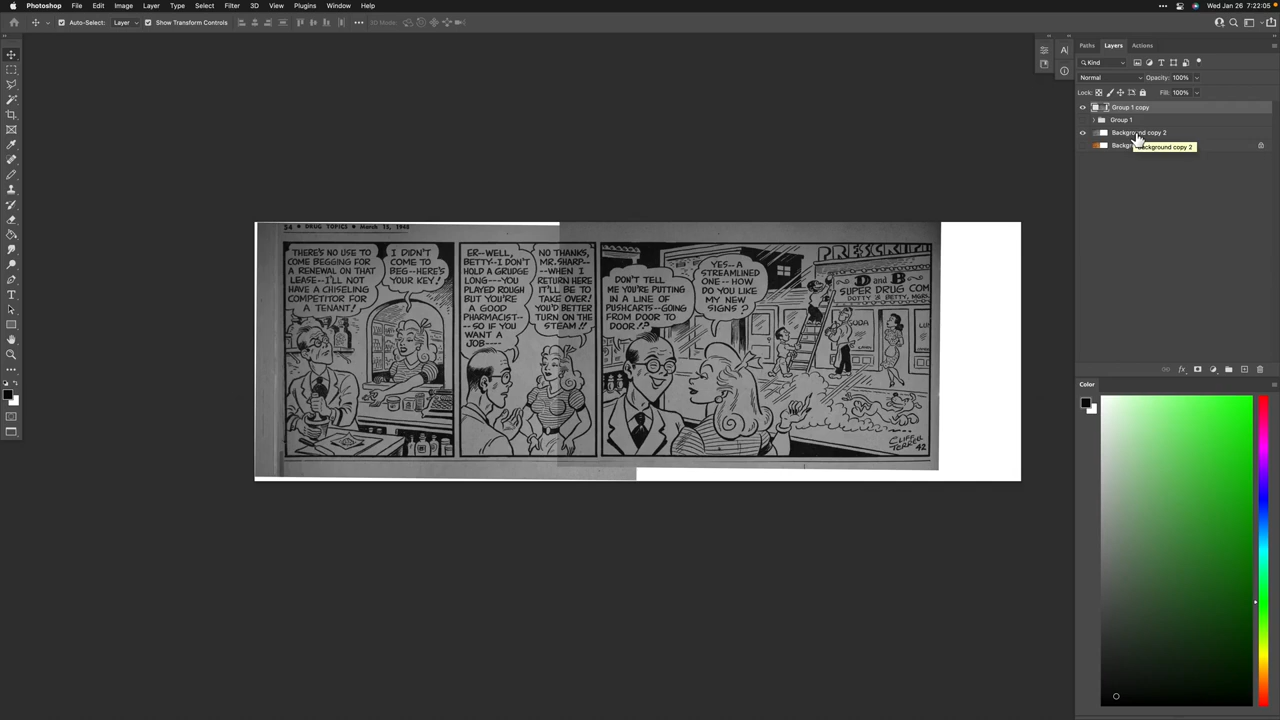 Photoshop File Edit Image Layer Type Select Filter 3D View Plugins Window Help
Wed Jan 26 7:22:05
Auto-Select: Layer Show Transform Controls
3D Mode:
Paths Layers Actions
Kind
Normal Opacity: 100%
Lock: Fill: 100%
Group 1 copy
Group 1
Background copy 2
Background copy 2
Color
54 • DRUG TOPICS • March 15, 1948
THERE'S NO USE TO
COME BEGGING FOR
A RENEWAL ON THAT
LEASE--I'LL NOT
HAVE A CHISELING
COMPETITOR FOR
A TENANT!
I DIDN'T
COME TO
BEG--HERE'S
YOUR KEY!
ER--WELL,
BETTY--I DON'T
HOLD A GRUDGE
LONG---YOU
PLAYED ROUGH
BUT YOU'RE
A GOOD
PHARMACIST--
--SO IF YOU
WANT A
JOB----
NO THANKS,
MR. SHARP--
--WHEN I
RETURN HERE
IT'LL BE TO
TAKE OVER!
YOU'D BETTER
TURN ON THE
STEAM!!
DON'T TELL
ME YOU'RE PUTTING
IN A LINE OF
PUSHCARTS--GOING
FROM DOOR TO
DOOR!?
YES--A
STREAMLINED
ONE--HOW
DO YOU LIKE
MY NEW
SIGNS?
PRESCRIPTI
D and B
SUPER DRUG COM
DOTTY & BETTY, MGRS
SODA
LU
CLIFF
TERRELL
42